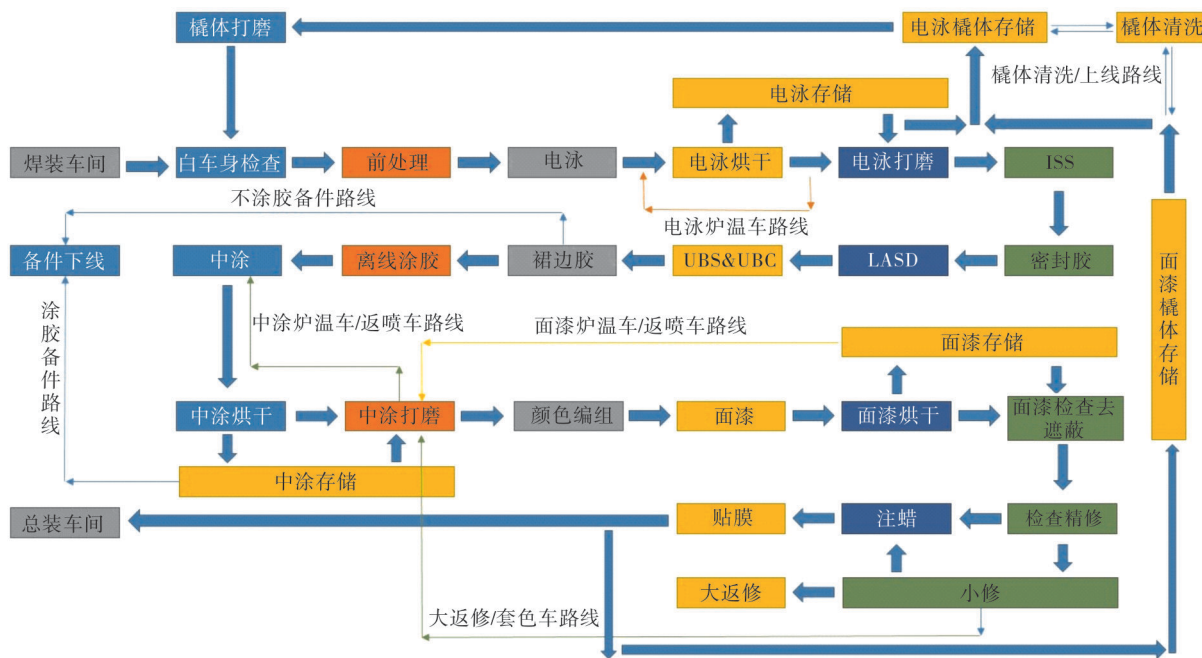 橇体打磨
电泳橇体存储
橇体清洗
橇体清洗/上线路线
电泳存储
焊装车间
白车身检查
前处理
电泳
电泳烘干
电泳打磨
ISS
不涂胶备件路线
电泳炉温车路线
备件下线
中涂
离线涂胶
裙边胶
UBS&UBC
LASD
密封胶
面漆橇体存储
涂胶备件路线
中涂炉温车/返喷车路线
面漆炉温车/返喷车路线
面漆存储
中涂烘干
中涂打磨
颜色编组
面漆
面漆烘干
面漆检查去
遮蔽
中涂存储
总装车间
贴膜
注蜡
检查精修
大返修
小修
大返修/套色车路线